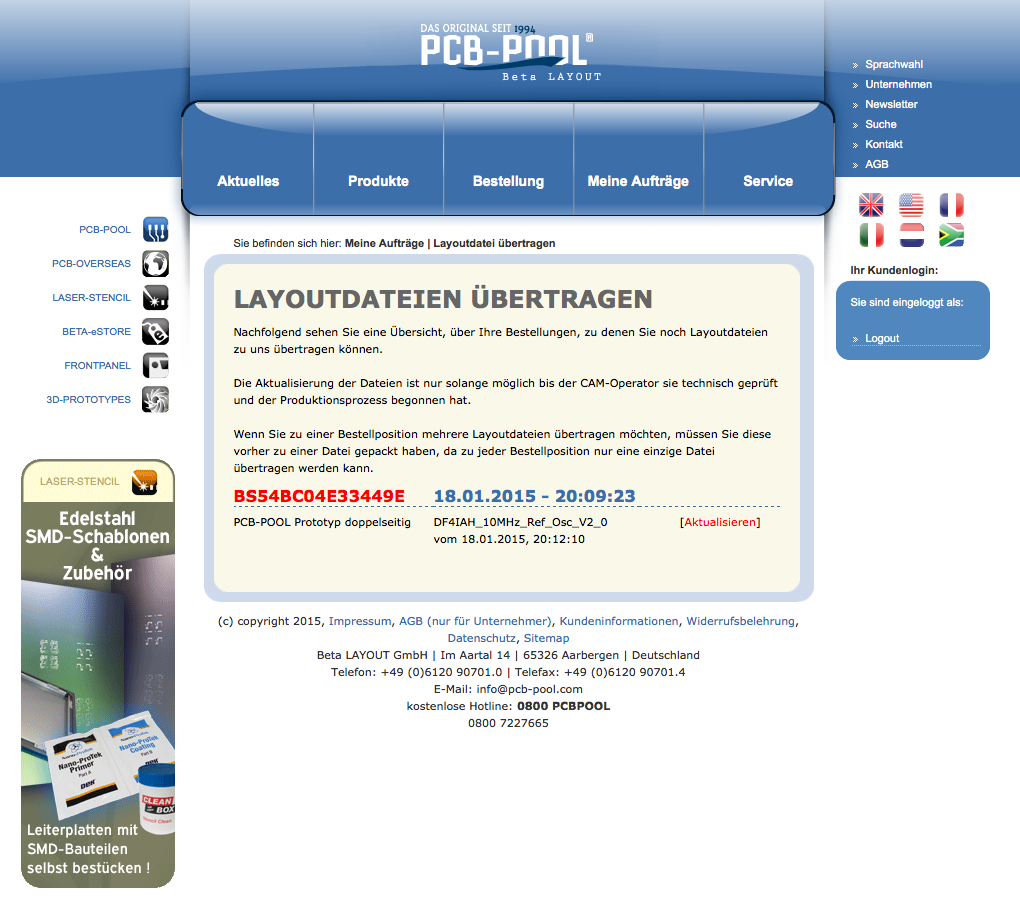 DAS ORIGINAL SEIT 1994
PCB-POOL®
Beta LAYOUT
» Sprachwahl
» Unternehmen
» Newsletter
» Suche
» Kontakt
» AGB
Aktuelles
Produkte
Bestellung
Meine Aufträge
Service
PCB-POOL
PCB-OVERSEAS
LASER-STENCIL
BETA-eSTORE
FRONTPANEL
3D-PROTOTYPES
Sie befinden sich hier: Meine Aufträge | Layoutdatei übertragen
LAYOUTDATEIEN ÜBERTRAGEN
Nachfolgend sehen Sie eine Übersicht, über Ihre Bestellungen, zu denen Sie noch Layoutdateien
zu uns übertragen können.
Die Aktualisierung der Dateien ist nur solange möglich bis der CAM-Operator sie technisch geprüft
und der Produktionsprozess begonnen hat.
Wenn Sie zu einer Bestellposition mehrere Layoutdateien übertragen möchten, müssen Sie diese
vorher zu einer Datei gepackt haben, da zu jeder Bestellposition nur eine einzige Datei
übertragen werden kann.
BS54BC04E33449E 18.01.2015 - 20:09:23
PCB-POOL Prototyp doppelseitig DF4IAH_10MHz_Ref_Osc_V2_0 [Aktualisieren]
vom 18.01.2015, 20:12:10
Ihr Kundenlogin:
Sie sind eingeloggt als:
» Logout
LASER-STENCIL
Edelstahl
SMD-Schablonen
&
Zubehör
Nano-ProTek
Primer
Part A
Nano-ProTek
Coating
Part B
DEK
CLEAN
BOX
Stencil Clean
Leiterplatten mit
SMD-Bauteilen
selbst bestücken !
(c) copyright 2015, Impressum, AGB (nur für Unternehmer), Kundeninformationen, Widerrufsbelehrung,
Datenschutz, Sitemap
Beta LAYOUT GmbH | Im Aartal 14 | 65326 Aarbergen | Deutschland
Telefon: +49 (0)6120 90701.0 | Telefax: +49 (0)6120 90701.4
E-Mail: info@pcb-pool.com
kostenlose Hotline: 0800 PCBPOOL
0800 7227665